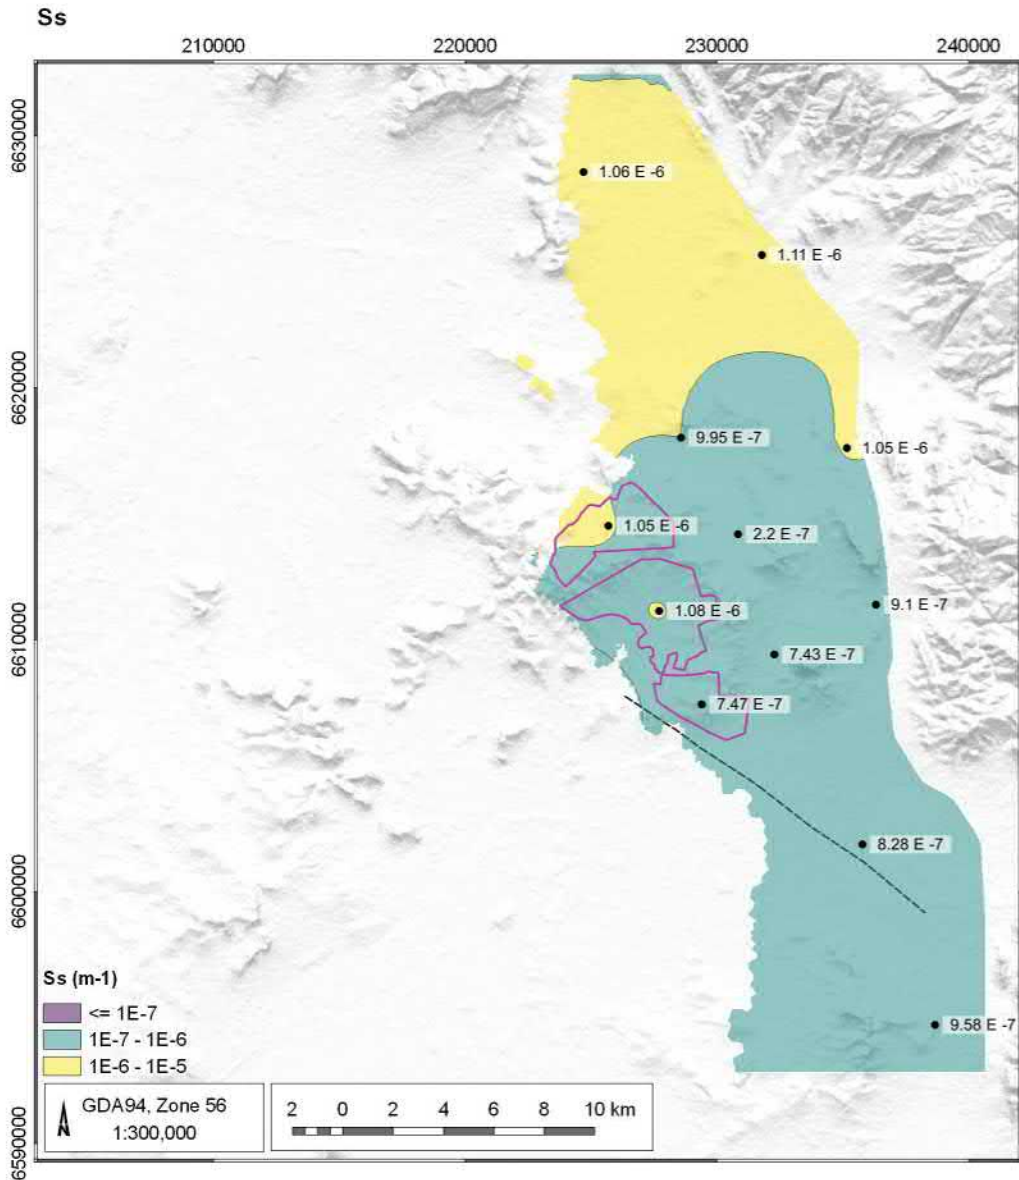 Ss
210000 220000 230000 240000
6630000
1.06 E -6
1.11 E -6
6620000
9.95 E -7
1.05 E -6
1.05 E -6
2.2 E -7
1.08 E -6
9.1 E -7
6610000
7.43 E -7
7.47 E -7
8.28 E -7
6600000
9.58 E -7
Ss (m-1)
<= 1E-7
1E-7 - 1E-6
1E-6 - 1E-5
N
GDA94, Zone 56
1:300,000
2 0 2 4 6 8 10 km
6590000